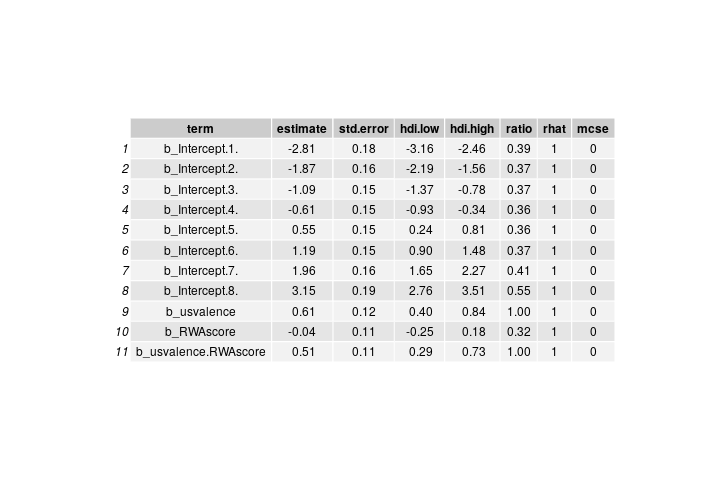 term estimate std.error hdi.low hdi.high ratio rhat mcse
1 b_Intercept.1. -2.81 0.18 -3.16 -2.46 0.39 1 0
2 b_Intercept.2. -1.87 0.16 -2.19 -1.56 0.37 1 0
3 b_Intercept.3. -1.09 0.15 -1.37 -0.78 0.37 1 0
4 b_Intercept.4. -0.61 0.15 -0.93 -0.34 0.36 1 0
5 b_Intercept.5. 0.55 0.15 0.24 0.81 0.36 1 0
6 b_Intercept.6. 1.19 0.15 0.90 1.48 0.37 1 0
7 b_Intercept.7. 1.96 0.16 1.65 2.27 0.41 1 0
8 b_Intercept.8. 3.15 0.19 2.76 3.51 0.55 1 0
9 b_usvalence 0.61 0.12 0.40 0.84 1.00 1 0
10 b_RWAscore -0.04 0.11 -0.25 0.18 0.32 1 0
11 b_usvalence.RWAscore 0.51 0.11 0.29 0.73 1.00 1 0